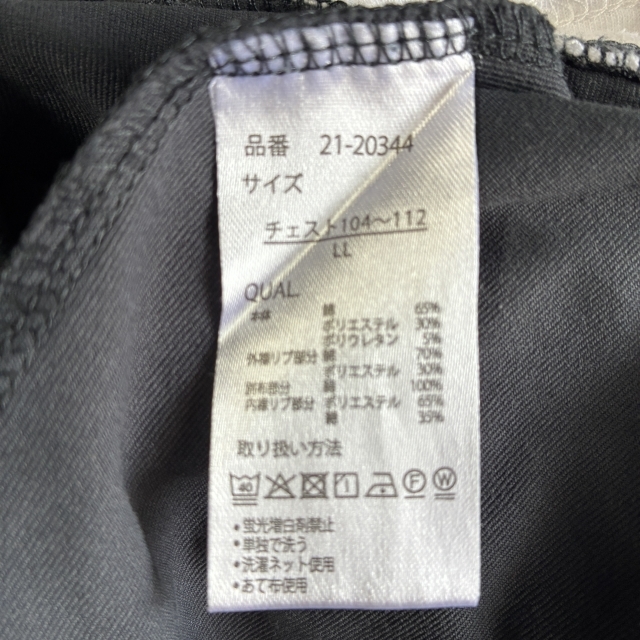 品番 21-20344
サイズ
チェスト104〜112
LL
QUAL.
綿 65%
ポリエステル 30%
ポリウレタン 5%
外襟リブ部分 綿 70%
ポリエステル 30%
別布部分 綿 100%
内襟リブ部分 ポリエステル 65%
綿 35%
取り扱い方法
40 1 F W
•蛍光増白剤禁止
•単独で洗う
•洗濯ネット使用
•あて布使用